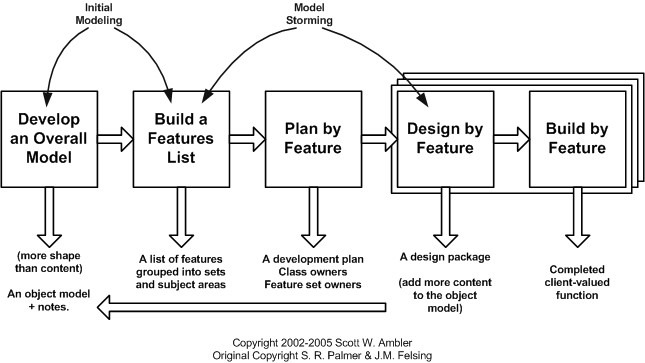 Initial
Modeling
Model
Storming
Develop
an Overall
Model
Build a
Features
List
Plan by
Feature
Design by
Feature
Build by
Feature
(more shape
than content)
An object model
+ notes.
A list of features
grouped into sets
and subject areas
A development plan
Class owners
Feature set owners
A design package
(add more content
to the object
model)
Completed
client-valued
function
Copyright 2002-2005 Scott W. Ambler
Original Copyright S. R. Palmer & J.M. Felsing